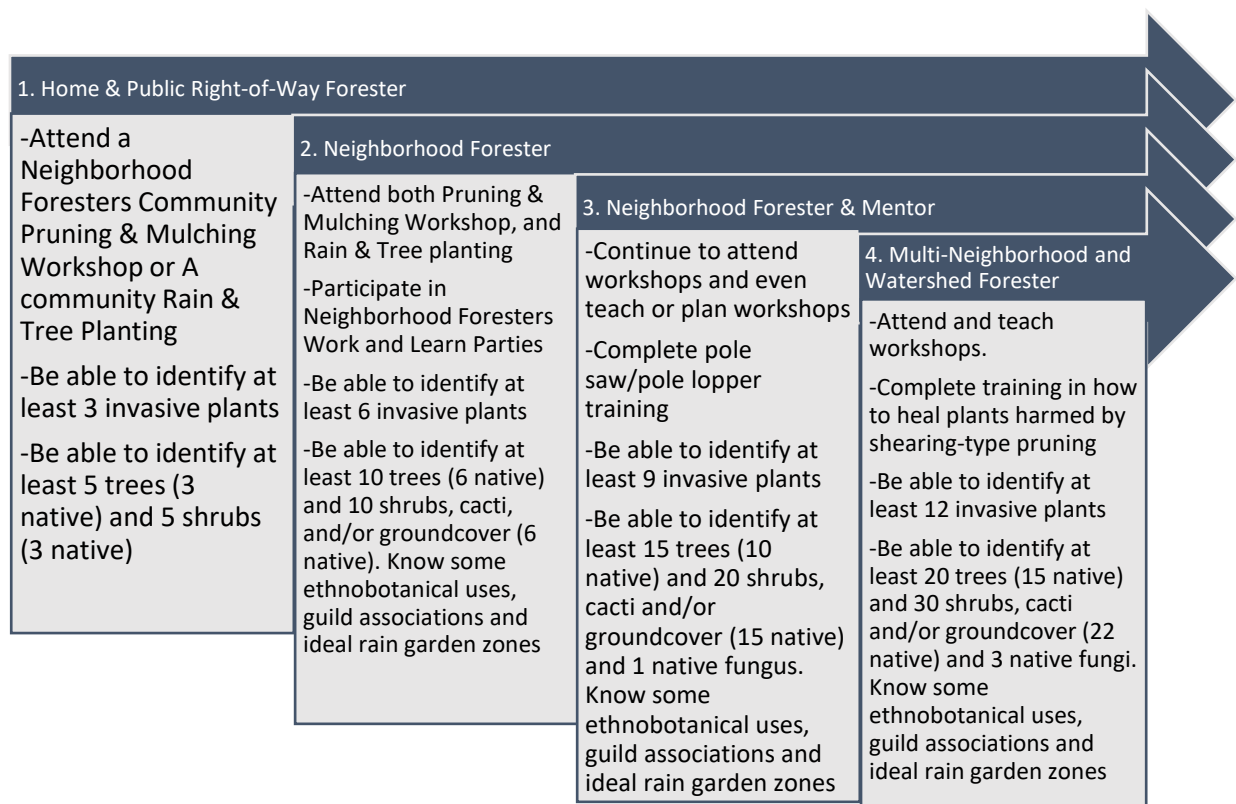 1. Home & Public Right-of-Way Forester
-Attend a
Neighborhood
Foresters Community
Pruning & Mulching
Workshop or A
community Rain &
Tree Planting
-Be able to identify at
least 3 invasive plants
-Be able to identify at
least 5 trees (3
native) and 5 shrubs
(3 native)
2. Neighborhood Forester
-Attend both Pruning &
Mulching Workshop, and
Rain & Tree planting
-Participate in
Neighborhood Foresters
Work and Learn Parties
-Be able to identify at
least 6 invasive plants
-Be able to identify at
least 10 trees (6 native)
and 10 shrubs, cacti,
and/or groundcover (6
native). Know some
ethnobotanical uses,
guild associations and
ideal rain garden zones
3. Neighborhood Forester & Mentor
-Continue to attend
workshops and even
teach or plan workshops
-Complete pole
saw/pole lopper
training
-Be able to identify at
least 9 invasive plants
-Be able to identify at
least 15 trees (10
native) and 20 shrubs,
cacti and/or
groundcover (15 native)
and 1 native fungus.
Know some
ethnobotanical uses,
guild associations and
ideal rain garden zones
4. Multi-Neighborhood and
Watershed Forester
-Attend and teach
workshops.
-Complete training in how
to heal plants harmed by
shearing-type pruning
-Be able to identify at
least 12 invasive plants
-Be able to identify at
least 20 trees (15 native)
and 30 shrubs, cacti
and/or groundcover (22
native) and 3 native fungi.
Know some
ethnobotanical uses,
guild associations and
ideal rain garden zones